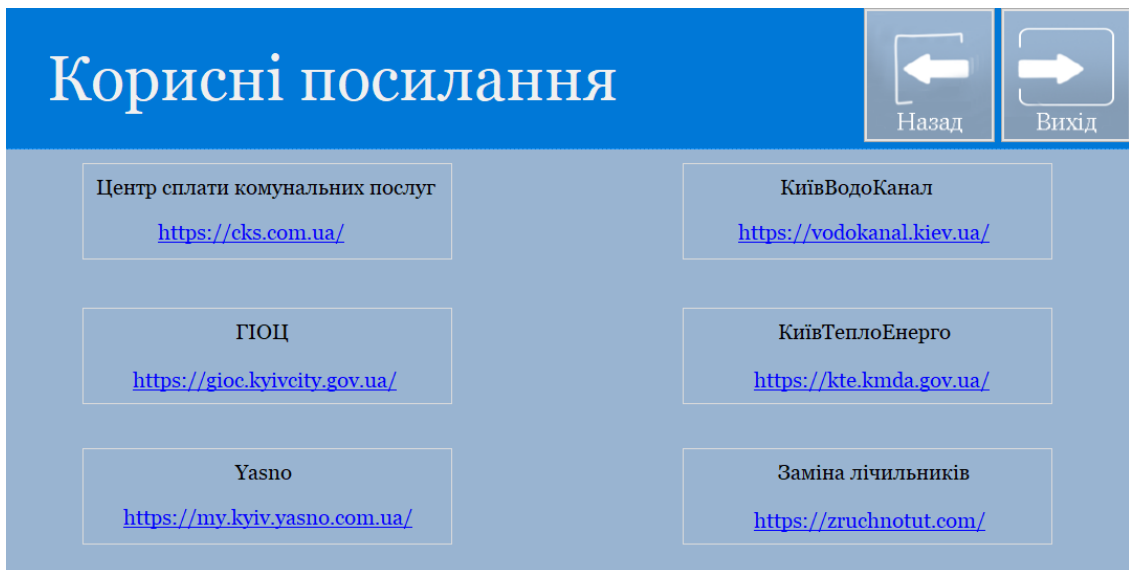 Корисні посилання
Назад
Вихід
Центр сплати комунальних послуг
https://cks.com.ua/
КиївВодоКанал
https://vodokanal.kiev.ua/
ГІОЦ
https://gioc.kyivcity.gov.ua/
КиївТеплоЕнерго
https://kte.kmda.gov.ua/
Yasno
https://my.kyiv.yasno.com.ua/
Заміна лічильників
https://zruchnotut.com/